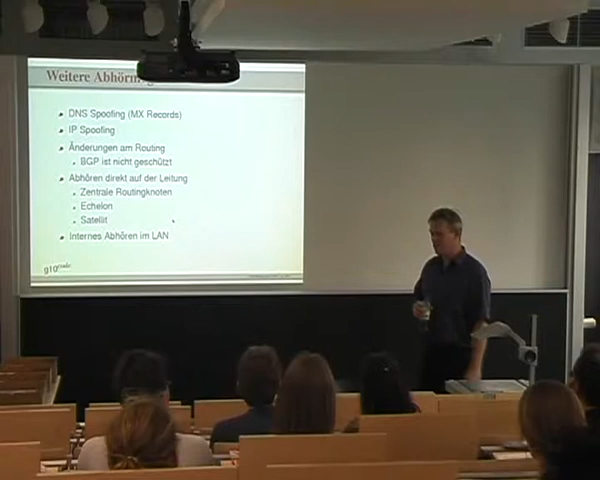 Weitere
DNS Spoofing (MX Records)
IP Spoofing
Änderungen am Routing
BGP ist nicht geschützt
Abhören direkt auf der Leitung
Zentrale Routingknoten
Echelon
Satellit
Internes Abhören im LAN
g10code